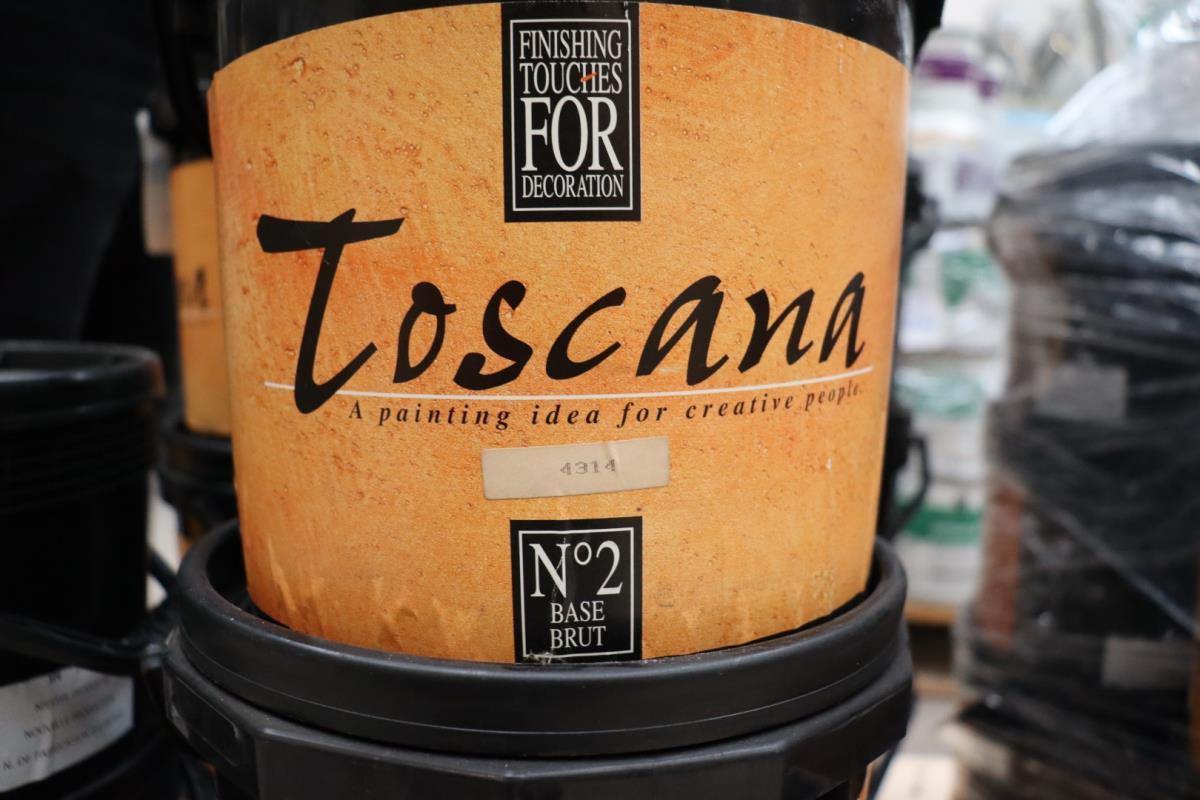 FINISHING
TOUCHES
FOR
DECORATION
Toscana
A painting idea for creative people.
4314
N°2
BASE
BRUT